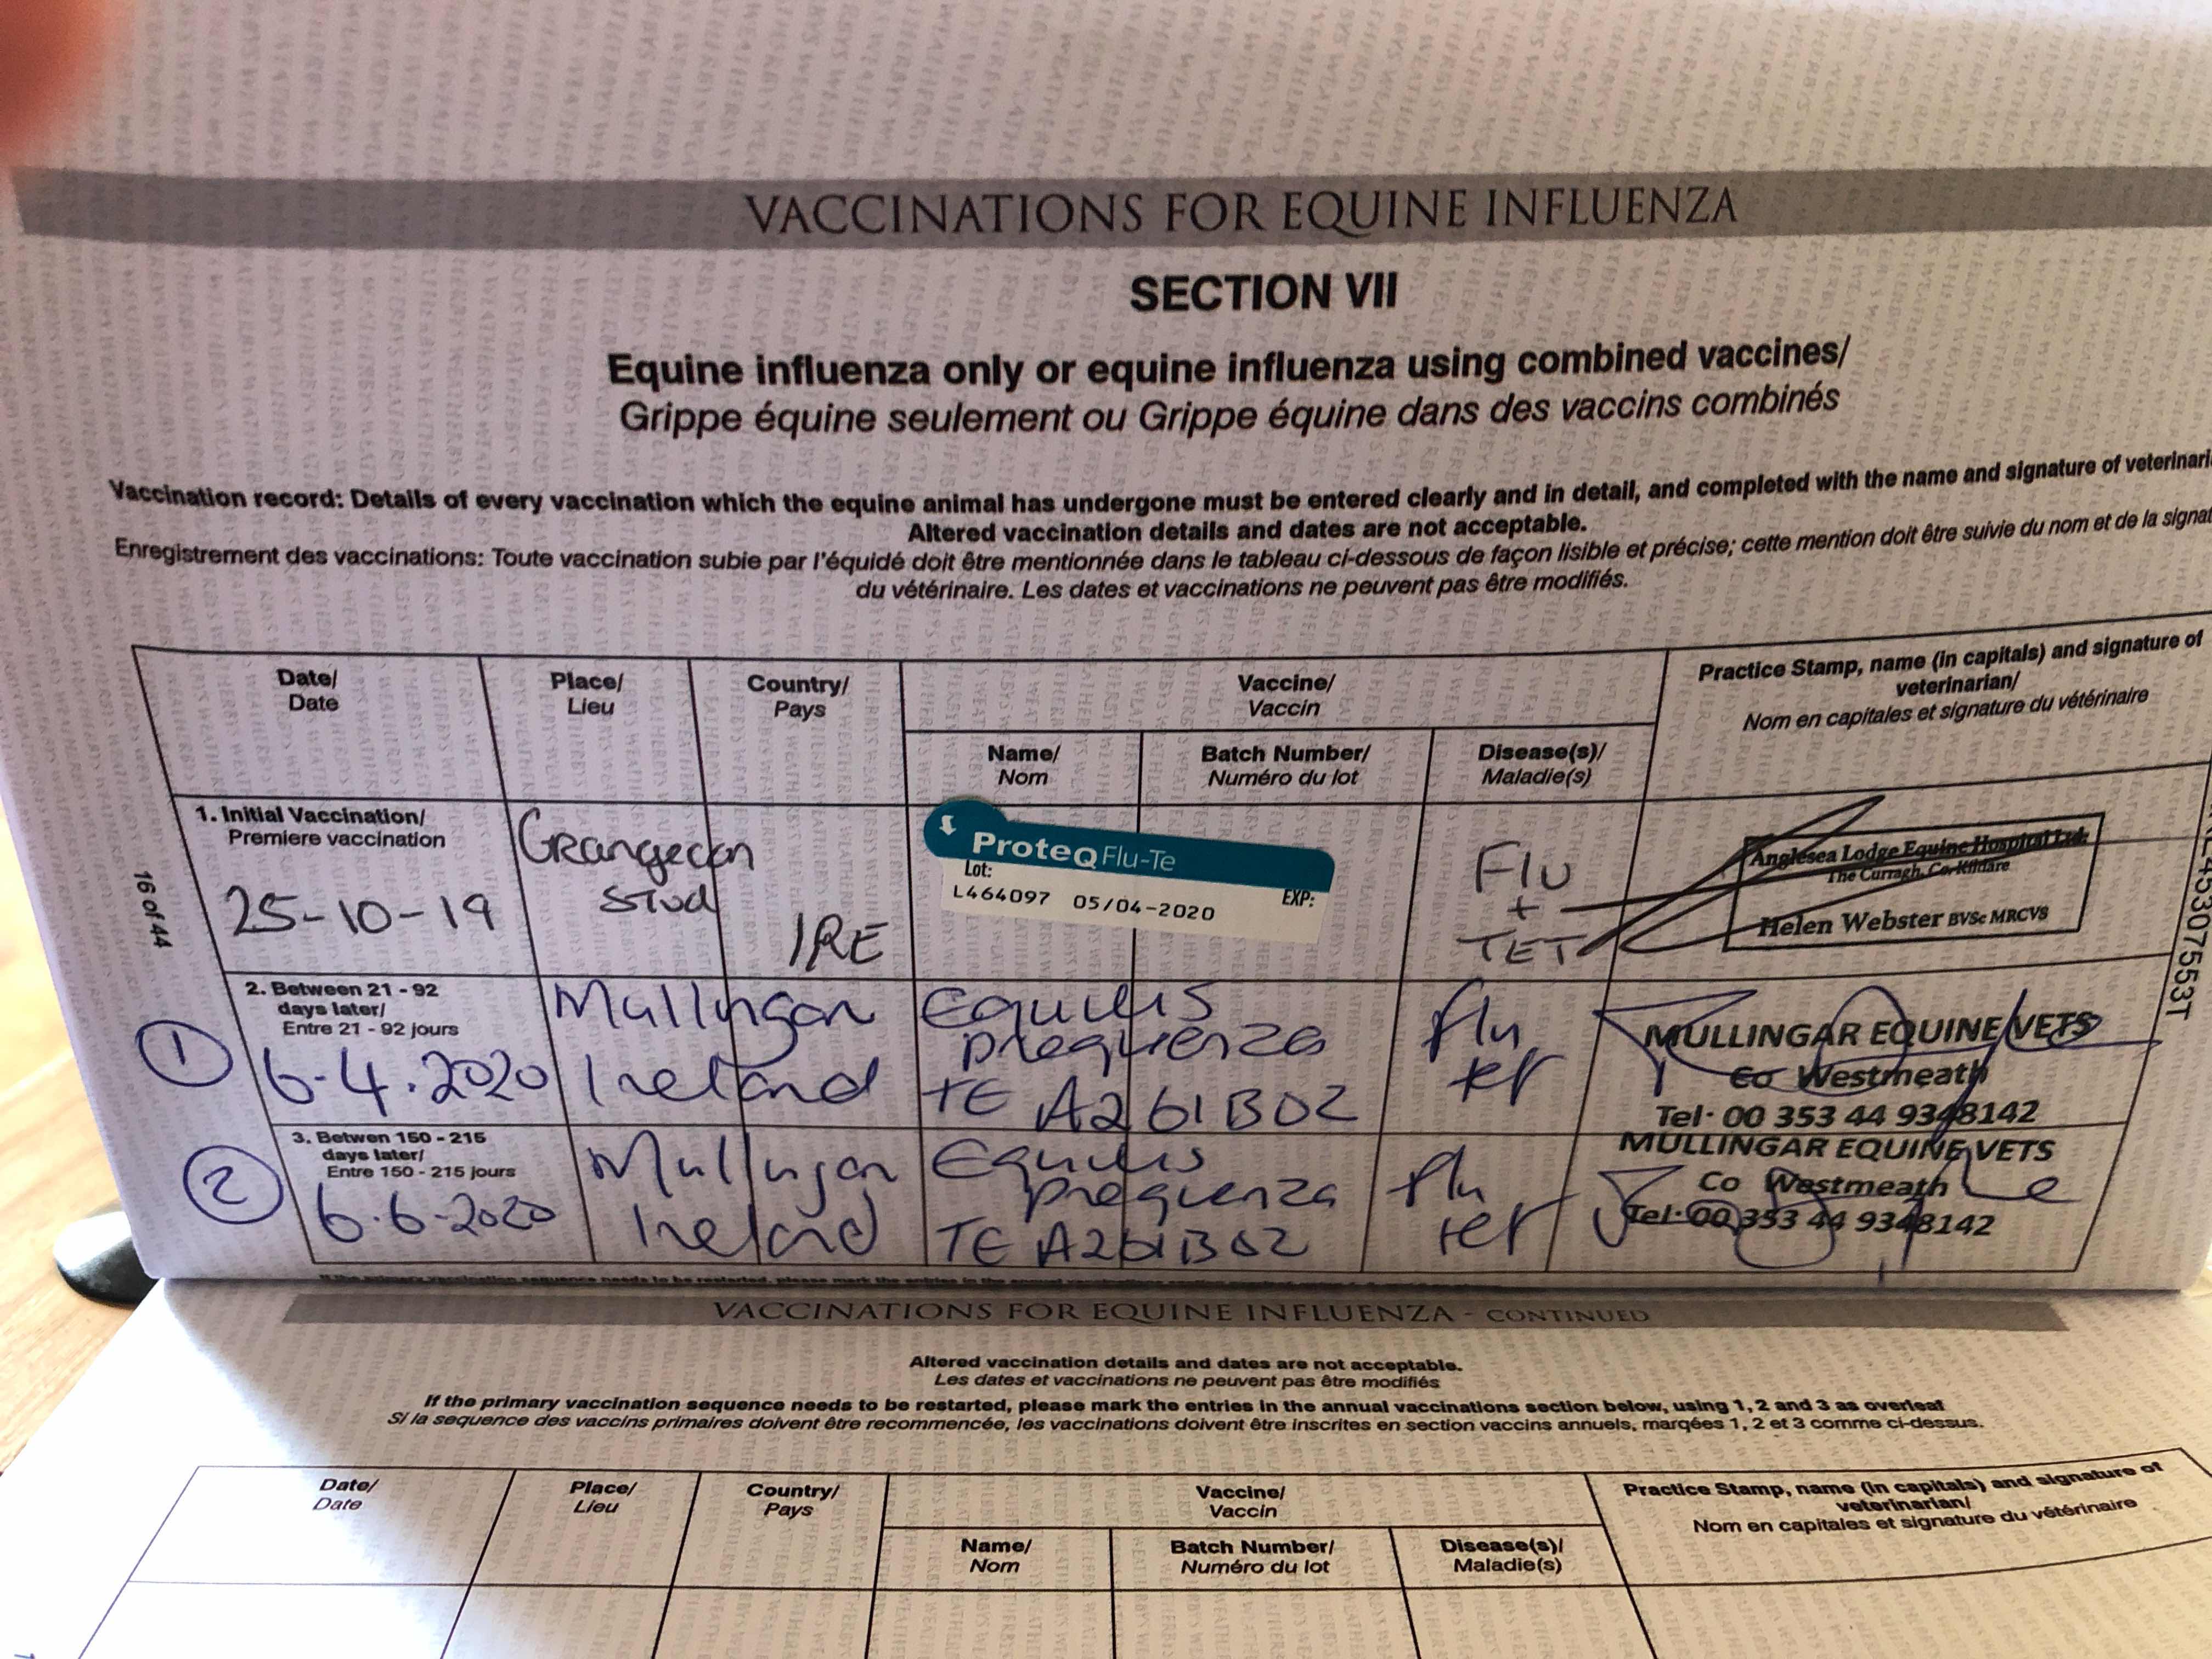 VACCINATIONS FOR EQUINE INFLUENZA
SECTION VII
Equine influenza only or equine influenza using combined vaccines/
Grippe équine seulement ou Grippe équine dans des vaccins combinés
Vaccination record: Details of every vaccination which the equine animal has undergone must be entered clearly and in detail, and completed with the name and signature of veterinari
Altered vaccination details and dates are not acceptable.
Enregistrement des vaccinations: Toute vaccination subie par l'équidé doit être mentionnée dans le tableau ci-dessous de façon lisible et précise; cette mention doit être suivie du nom et de la signat
du vétérinaire. Les dates et vaccinations ne peuvent pas être modifiés.
Date/
Date
Place/
Lieu
Country/
Pays
Vaccine/
Vaccin
Practice Stamp, name (in capitals) and signature of
veterinarian/
Nom en capitales et signature du vétérinaire
Name/
Nom
Batch Number/
Numéro du lot
Disease(s)/
Maladie(s)
1. Initial Vaccination/
Premiere vaccination
25-10-19
Grangecon
Stud
IRE
ProteqFlu-Te
Lot: EXP:
L464097 05/04-2020
Flu
+
TET
Anglesea Lodge Equine Hospital Ltd.
The Curragh, Co. Kildare
Helen Webster BVSc MRCVS
16 of 44
2. Between 21 - 92
days later/
Entre 21 - 92 jours
1
6.4.2020
Mullingar
Ireland
Equilis
prequenza
TE A261B02
flu
tet
MULLINGAR EQUINE VETS
Co Westmeath
Tel: 00 353 44 9348142
3. Betwen 150 - 215
days later/
Entre 150 - 215 jours
2
6.6.2020
Mullingar
Ireland
Equilis
prequenza
TE A261B02
flu
tet
MULLINGAR EQUINE VETS
Co Westmeath
Tel: 00 353 44 9348142
VACCINATIONS FOR EQUINE INFLUENZA - CONTINUED
Altered vaccination details and dates are not acceptable.
Les dates et vaccinations ne peuvent pas être modifiés
If the primary vaccination sequence needs to be restarted, please mark the entries in the annual vaccinations section below, using 1, 2 and 3 as overleaf
Si la sequence des vaccins primaires doivent être recommencée, les vaccinations doivent être inscrites en section vaccins annuels, marqées 1, 2 et 3 comme ci-dessus.
Date/
Date
Place/
Lieu
Country/
Pays
Vaccine/
Vaccin
Practice Stamp, name (in capitals) and signature of
veterinarian/
Nom en capitales et signature du vétérinaire
Name/
Nom
Batch Number/
Numéro du lot
Disease(s)/
Maladie(s)